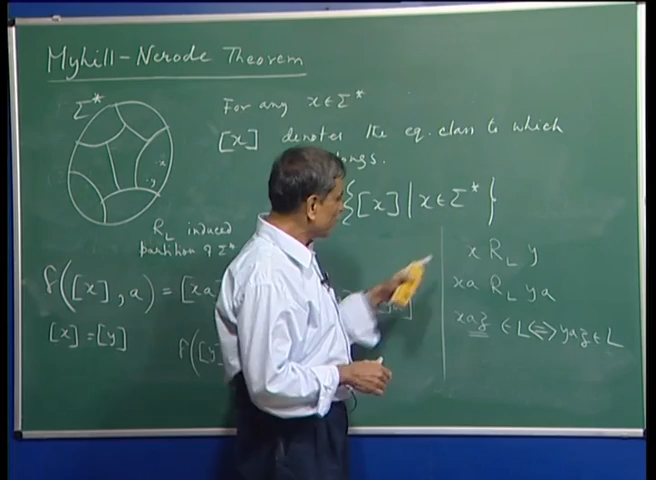 Myhill-Nerode Theorem
Σ*
For any x ∈ Σ*
[x] denotes the eq. class to which
ngs.
{[x] | x ∈ Σ*}
·x
·y
R_L induced
partition of Σ*
x R_L y
f([x], a) = [xa
xa R_L ya
[x] = [y]
f([y]
xaz ∈ L ⟺ yaz ∈ L